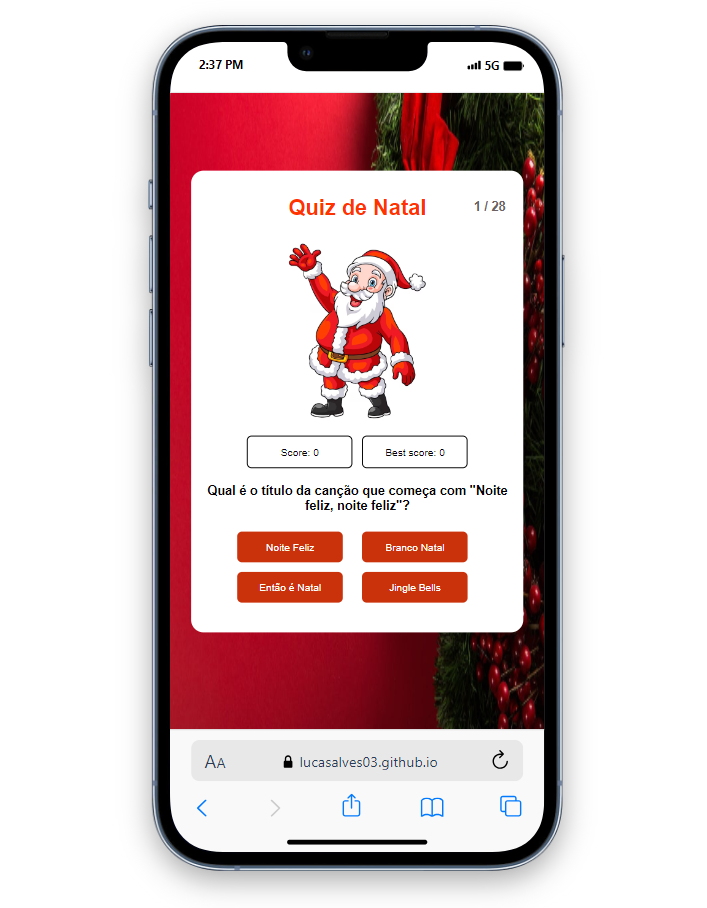 2:37 PM
5G
Quiz de Natal
1 / 28
Score: 0
Best score: 0
Qual é o título da canção que começa com "Noite
feliz, noite feliz"?
Noite Feliz
Branco Natal
Então é Natal
Jingle Bells
AA
lucasalves03.github.io